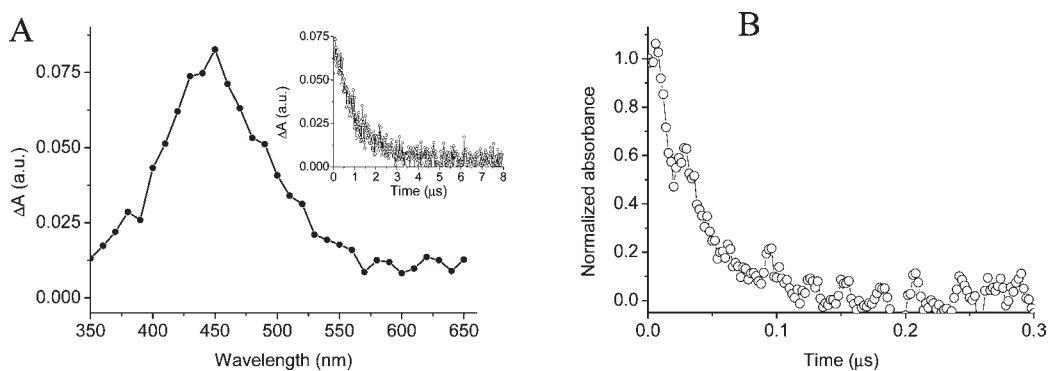 A
ΔA (a.u.)
0.075
0.050
0.025
0.000
350 400 450 500 550 600 650
Wavelength (nm)
ΔA (a.u.)
0.075
0.050
0.025
0.000
0 1 2 3 4 5 6 7 8
Time (μs)
B
Normalized absorbance
1.0
0.8
0.6
0.4
0.2
0.0
0.0 0.1 0.2 0.3
Time (μs)